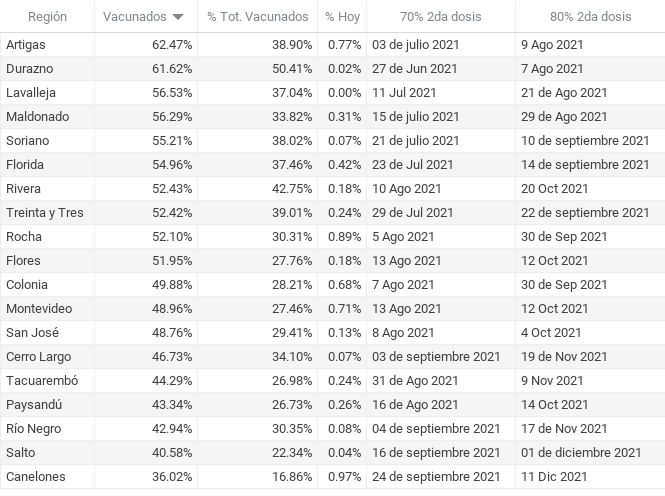 Región Vacunados % Tot. Vacunados % Hoy 70% 2da dosis 80% 2da dosis
Artigas 62.47% 38.90% 0.77% 03 de julio 2021 9 Ago 2021
Durazno 61.62% 50.41% 0.02% 27 de Jun 2021 7 Ago 2021
Lavalleja 56.53% 37.04% 0.00% 11 Jul 2021 21 de Ago 2021
Maldonado 56.29% 33.82% 0.31% 15 de julio 2021 29 de Ago 2021
Soriano 55.21% 38.02% 0.07% 21 de julio 2021 10 de septiembre 2021
Florida 54.96% 37.46% 0.42% 23 de Jul 2021 14 de septiembre 2021
Rivera 52.43% 42.75% 0.18% 10 Ago 2021 20 Oct 2021
Treinta y Tres 52.42% 39.01% 0.24% 29 de Jul 2021 22 de septiembre 2021
Rocha 52.10% 30.31% 0.89% 5 Ago 2021 30 de Sep 2021
Flores 51.95% 27.76% 0.18% 13 Ago 2021 12 Oct 2021
Colonia 49.88% 28.21% 0.68% 7 Ago 2021 30 de Sep 2021
Montevideo 48.96% 27.46% 0.71% 13 Ago 2021 12 Oct 2021
San José 48.76% 29.41% 0.13% 8 Ago 2021 4 Oct 2021
Cerro Largo 46.73% 34.10% 0.07% 03 de septiembre 2021 19 de Nov 2021
Tacuarembó 44.29% 26.98% 0.24% 31 de Ago 2021 9 Nov 2021
Paysandú 43.34% 26.73% 0.26% 16 de Ago 2021 14 Oct 2021
Río Negro 42.94% 30.35% 0.08% 04 de septiembre 2021 17 de Nov 2021
Salto 40.58% 22.34% 0.04% 16 de septiembre 2021 01 de diciembre 2021
Canelones 36.02% 16.86% 0.97% 24 de septiembre 2021 11 Dic 2021